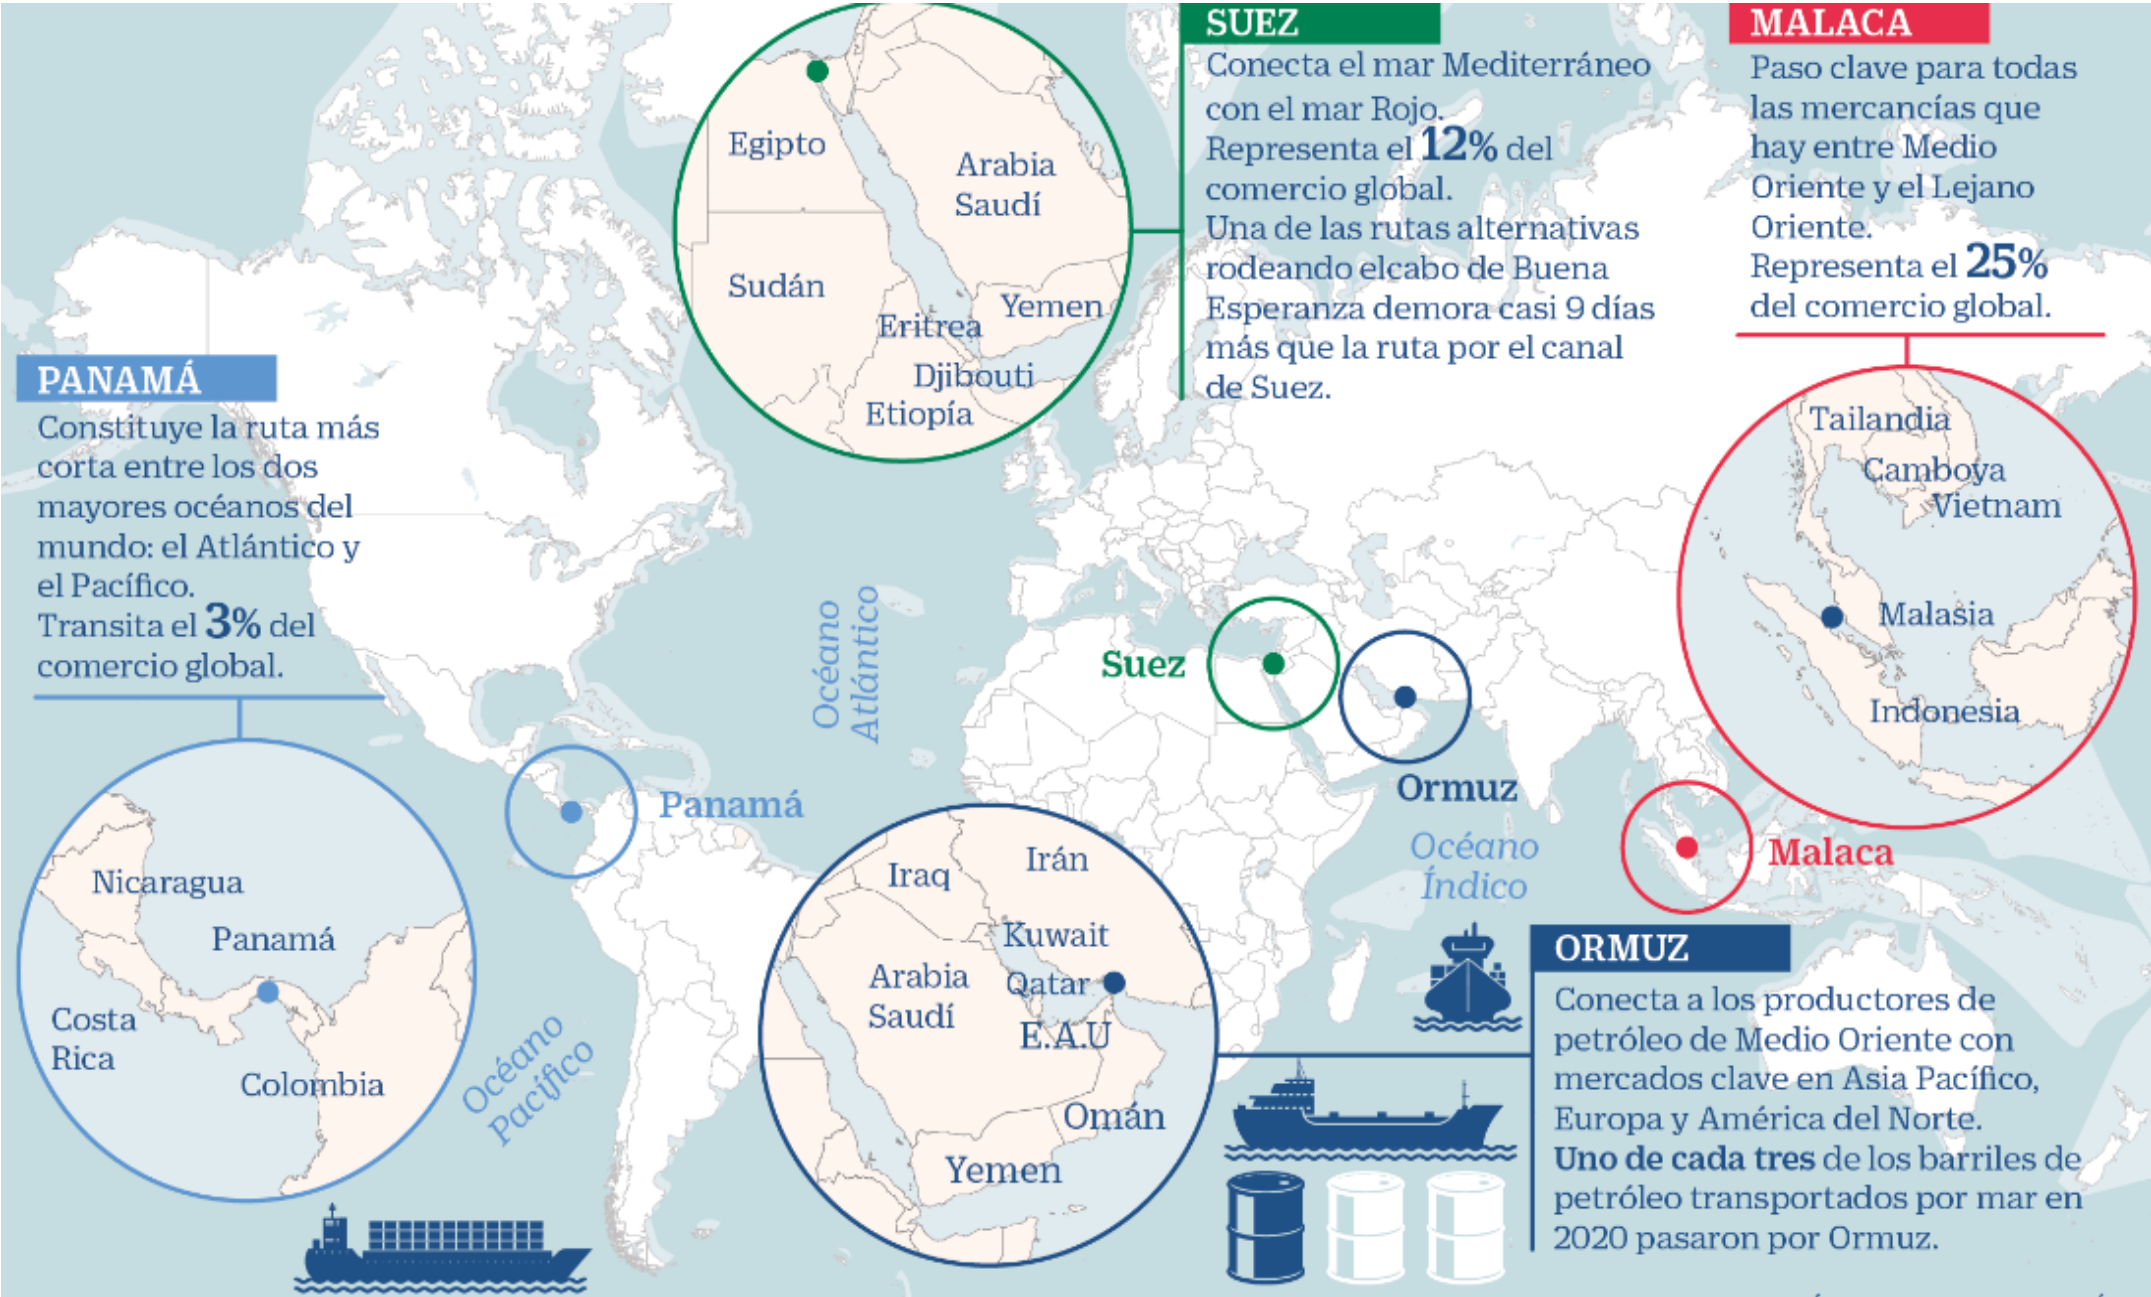 SUEZ
Conecta el mar Mediterráneo
con el mar Rojo.
Representa el 12% del
comercio global.
Una de las rutas alternativas
rodeando elcabo de Buena
Esperanza demora casi 9 días
más que la ruta por el canal
de Suez.
MALACA
Paso clave para todas
las mercancías que
hay entre Medio
Oriente y el Lejano
Oriente.
Representa el 25%
del comercio global.
Egipto
Arabia
Saudí
Sudán
Yemen
Eritrea
Djibouti
Etiopía
PANAMÁ
Constituye la ruta más
corta entre los dos
mayores océanos del
mundo: el Atlántico y
el Pacífico.
Transita el 3% del
comercio global.
Tailandia
Camboya
Vietnam
Malasia
Indonesia
Océano
Atlántico
Suez
Ormuz
Panamá
Malaca
Océano
Índico
Nicaragua
Panamá
Costa
Rica
Colombia
Océano
Pacífico
Iraq
Irán
Kuwait
Arabia
Saudí
Qatar
E.A.U
Omán
Yemen
ORMUZ
Conecta a los productores de
petróleo de Medio Oriente con
mercados clave en Asia Pacífico,
Europa y América del Norte.
Uno de cada tres de los barriles de
petróleo transportados por mar en
2020 pasaron por Ormuz.